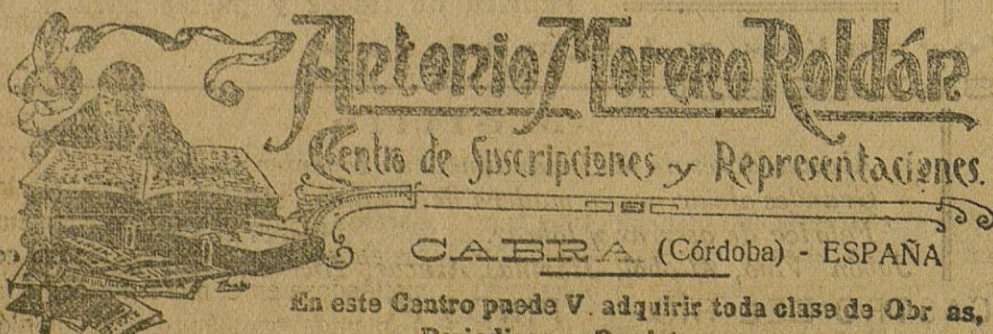 Antonio Moreno Roldán
Centro de Suscripciones y Representaciones.
CABRA (Córdoba) - ESPAÑA
En este Centro puede V. adquirir toda clase de Obr as,